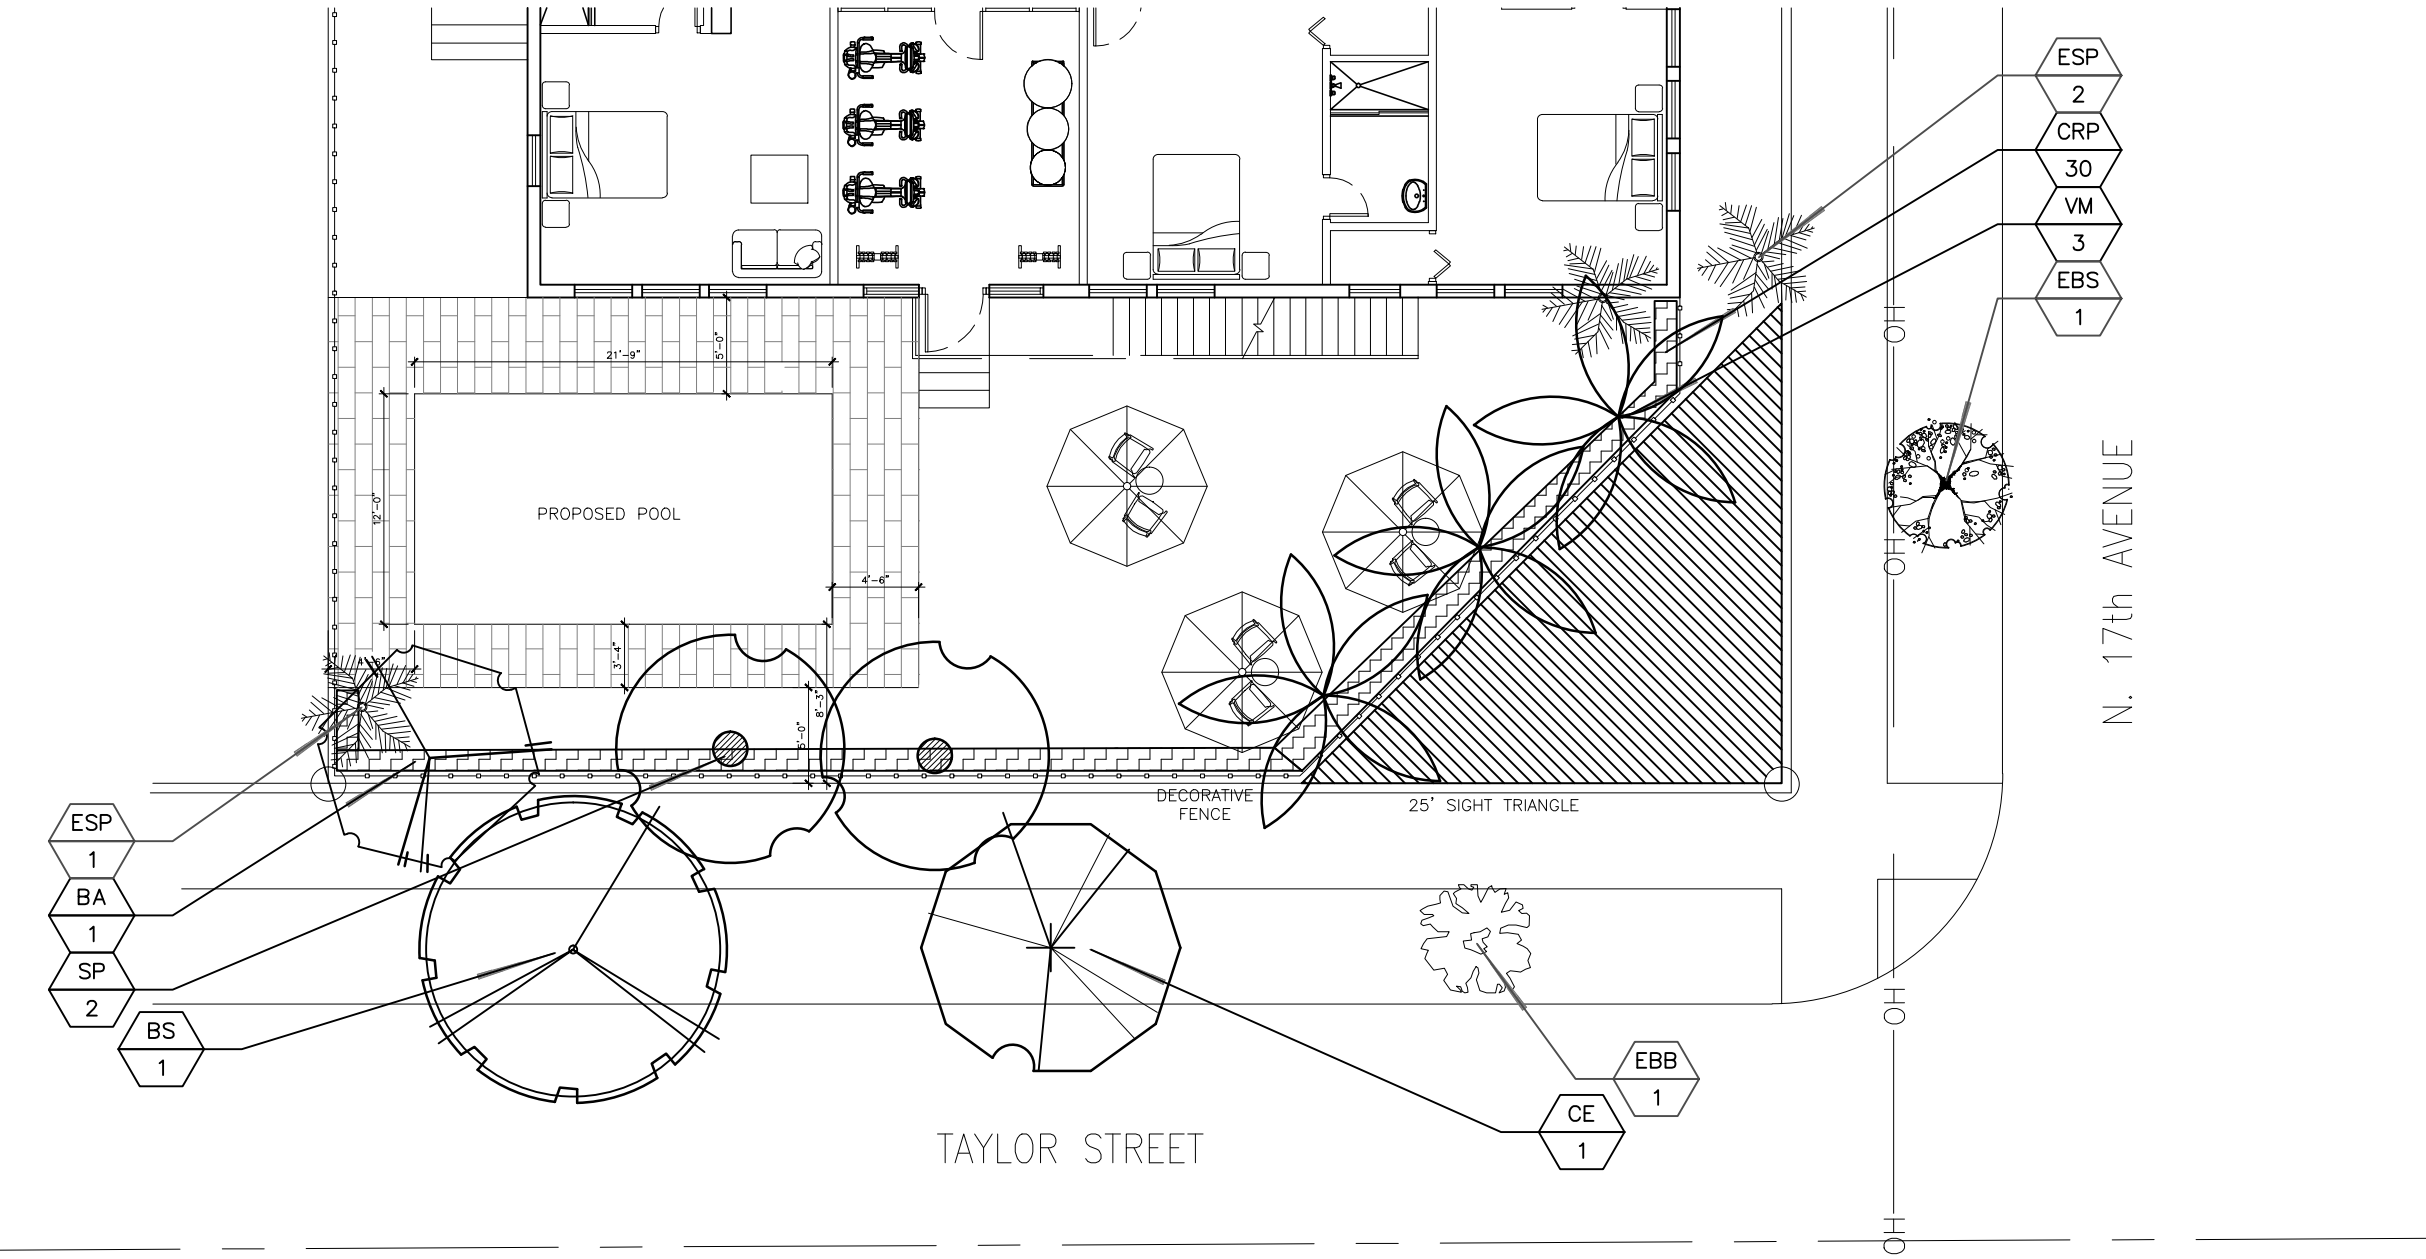 ESP
2
CRP
30
VM
3
EBS
1
OH
21'-9"
5'-0"
12'-0"
PROPOSED POOL
4'-6"
3'-4"
4'-6"
8'-3"
5'-0"
OH
N. 17th AVENUE
DECORATIVE
FENCE
25' SIGHT TRIANGLE
ESP
1
BA
1
SP
2
BS
1
OH
EBB
1
CE
1
TAYLOR STREET
OH